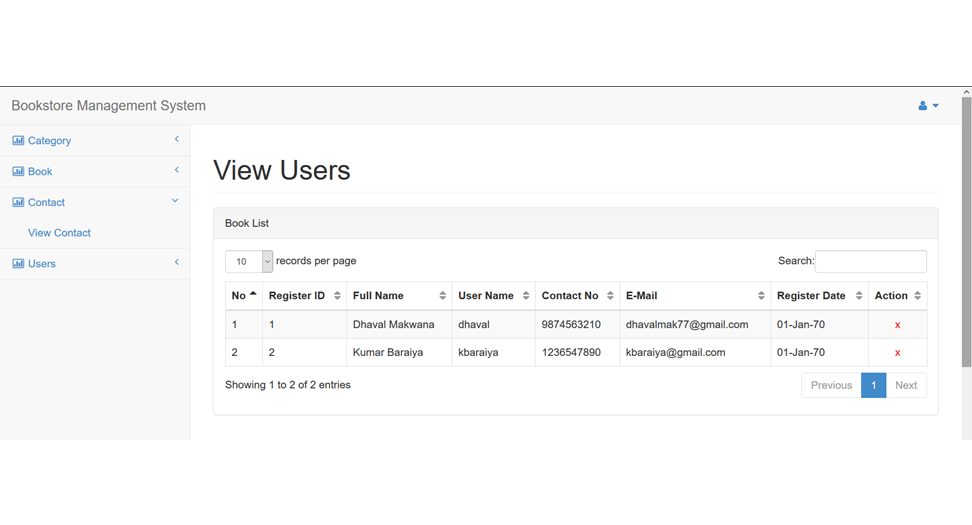 Bookstore Management System
Category
Book
Contact
View Contact
Users
View Users
Book List
10 records per page
Search:
No Register ID Full Name User Name Contact No E-Mail Register Date Action
1 1 Dhaval Makwana dhaval 9874563210 dhavalmak77@gmail.com 01-Jan-70 x
2 2 Kumar Baraiya kbaraiya 1236547890 kbaraiya@gmail.com 01-Jan-70 x
Showing 1 to 2 of 2 entries
Previous 1 Next